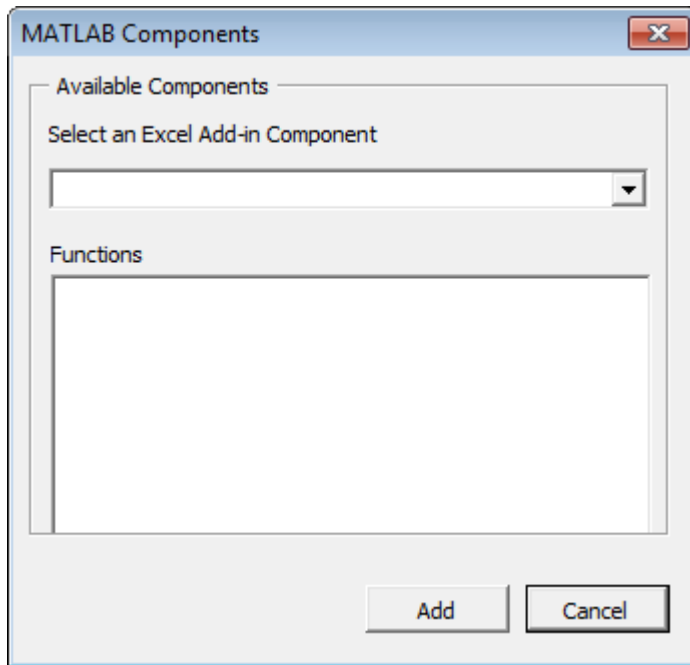 MATLAB Components
Available Components
Select an Excel Add-in Component
Functions
Add
Cancel